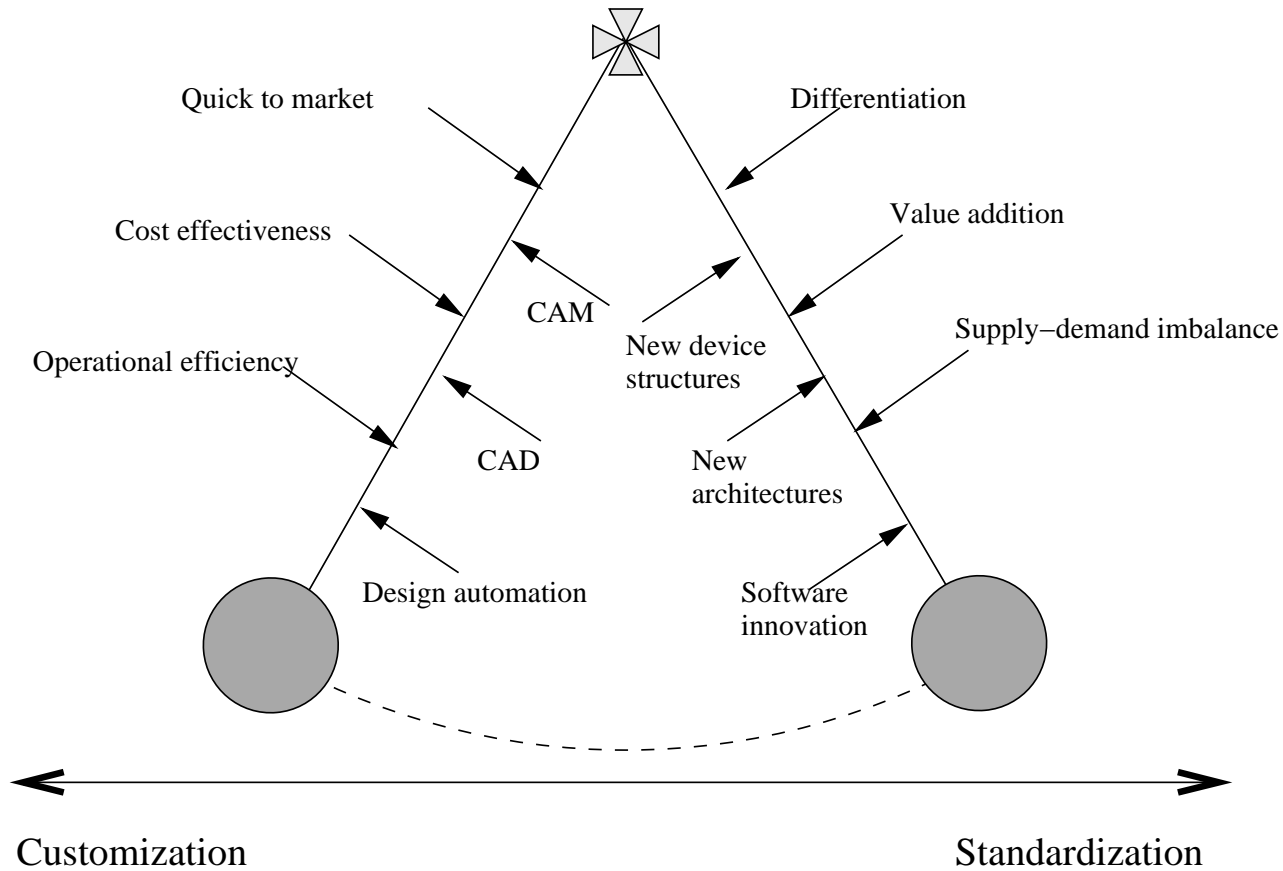 Quick to market
Differentiation
Cost effectiveness
Value addition
CAM
New device
structures
Supply−demand imbalance
Operational efficiency
CAD
New
architectures
Design automation
Software
innovation
Customization
Standardization